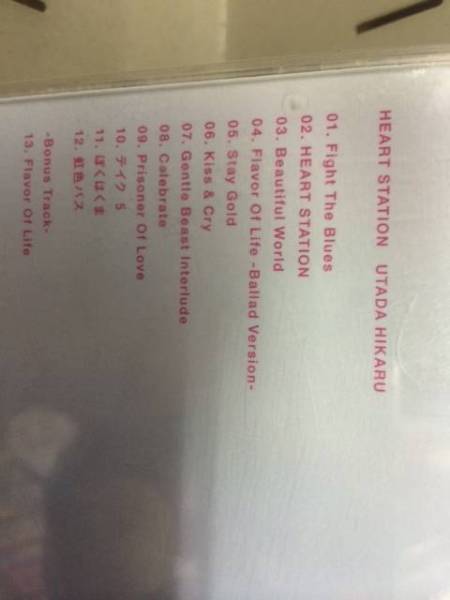 HEART STATION UTADA HIKARU
01. Fight The Blues
02. HEART STATION
03. Beautiful World
04. Flavor Of Life -Ballad Version-
05. Stay Gold
06. Kiss & Cry
07. Gentle Beast Interlude
08. Celebrate
09. Prisoner Of Love
10. テイク 5
11. ぼくはくま
12. 虹色バス
-Bonus Track-
13. Flavor Of Life